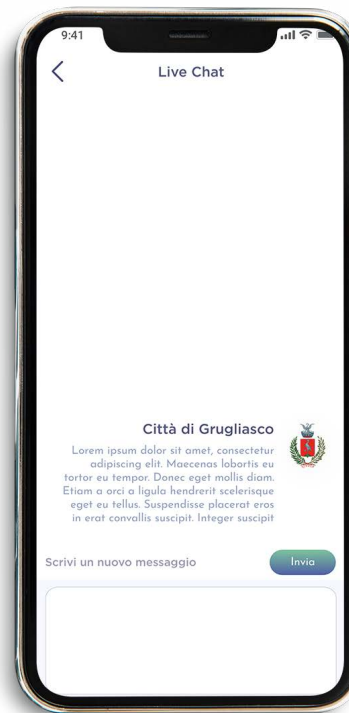 9:41
Live Chat
Città di Grugliasco
Lorem ipsum dolor sit amet, consectetur
adipiscing elit. Maecenas lobortis eu
tortor eu tempor. Donec eget mollis diam.
Etiam a orci a ligula hendrerit scelerisque
eget eu tellus. Suspendisse placerat eros
in erat convallis suscipit. Integer suscipit
Scrivi un nuovo messaggio
Invia